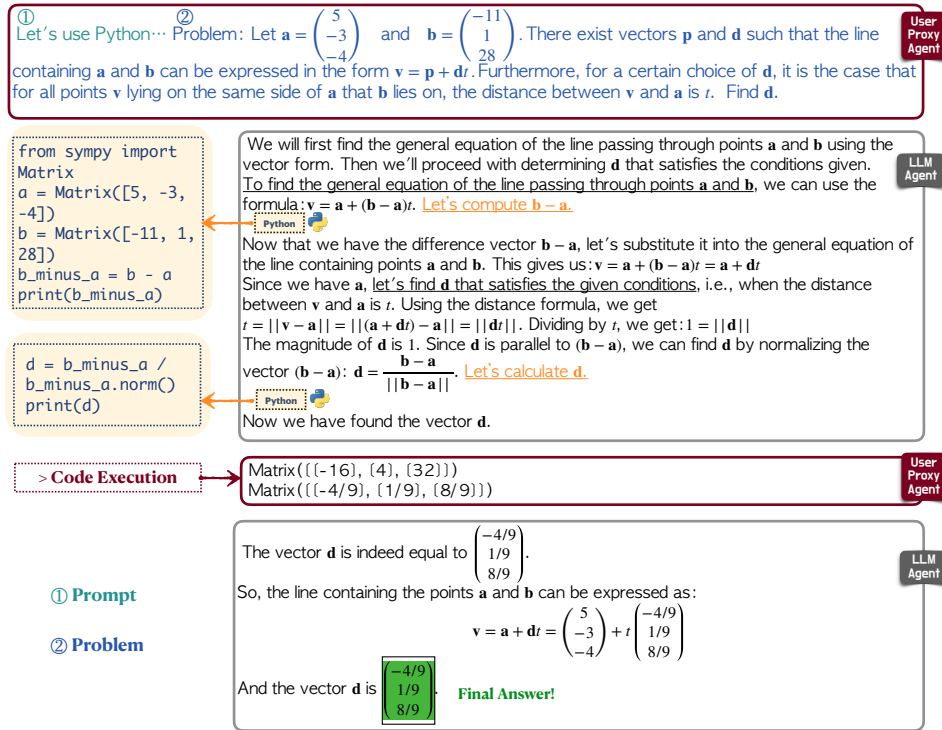 ① ②
Let's use Python… Problem: Let a = (5 −3 −4) and b = (−11 1 28). There exist vectors p and d such that the line
containing a and b can be expressed in the form v = p + dt. Furthermore, for a certain choice of d, it is the case that
for all points v lying on the same side of a that b lies on, the distance between v and a is t. Find d.
User
Proxy
Agent
from sympy import
Matrix
a = Matrix([5, -3,
-4])
b = Matrix([-11, 1,
28])
b_minus_a = b - a
print(b_minus_a)
d = b_minus_a /
b_minus_a.norm()
print(d)
We will first find the general equation of the line passing through points a and b using the
vector form. Then we'll proceed with determining d that satisfies the conditions given.
To find the general equation of the line passing through points a and b, we can use the
formula: v = a + (b − a)t. Let's compute b − a.
Python
Now that we have the difference vector b − a, let's substitute it into the general equation of
the line containing points a and b. This gives us: v = a + (b − a)t = a + dt
Since we have a, let's find d that satisfies the given conditions, i.e., when the distance
between v and a is t. Using the distance formula, we get
t = ||v − a|| = ||(a + dt) − a|| = ||dt||. Dividing by t, we get: 1 = ||d||
The magnitude of d is 1. Since d is parallel to (b − a), we can find d by normalizing the
vector (b − a): d = (b − a)/||b − a||. Let's calculate d.
Python
Now we have found the vector d.
LLM
Agent
> Code Execution
Matrix([[-16], [4], [32]])
Matrix([[-4/9], [1/9], [8/9]])
User
Proxy
Agent
① Prompt
② Problem
The vector d is indeed equal to (−4/9 1/9 8/9).
So, the line containing the points a and b can be expressed as:
v = a + dt = (5 −3 −4) + t (−4/9 1/9 8/9)
And the vector d is (−4/9 1/9 8/9). Final Answer!
LLM
Agent